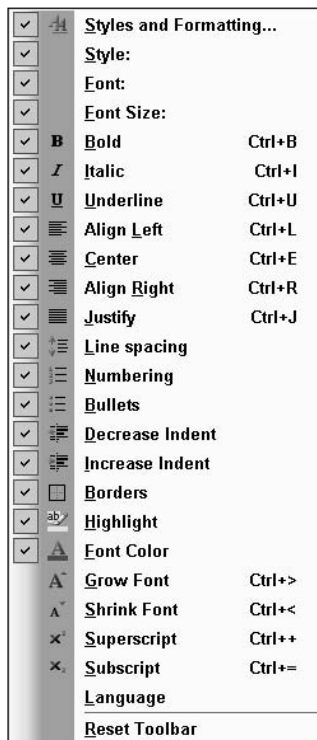 Styles and Formatting...
Style:
Font:
Font Size:
Bold Ctrl+B
Italic Ctrl+I
Underline Ctrl+U
Align Left Ctrl+L
Center Ctrl+E
Align Right Ctrl+R
Justify Ctrl+J
Line spacing
Numbering
Bullets
Decrease Indent
Increase Indent
Borders
Highlight
Font Color
Grow Font Ctrl+>
Shrink Font Ctrl+<
Superscript Ctrl++
Subscript Ctrl+=
Language
Reset Toolbar